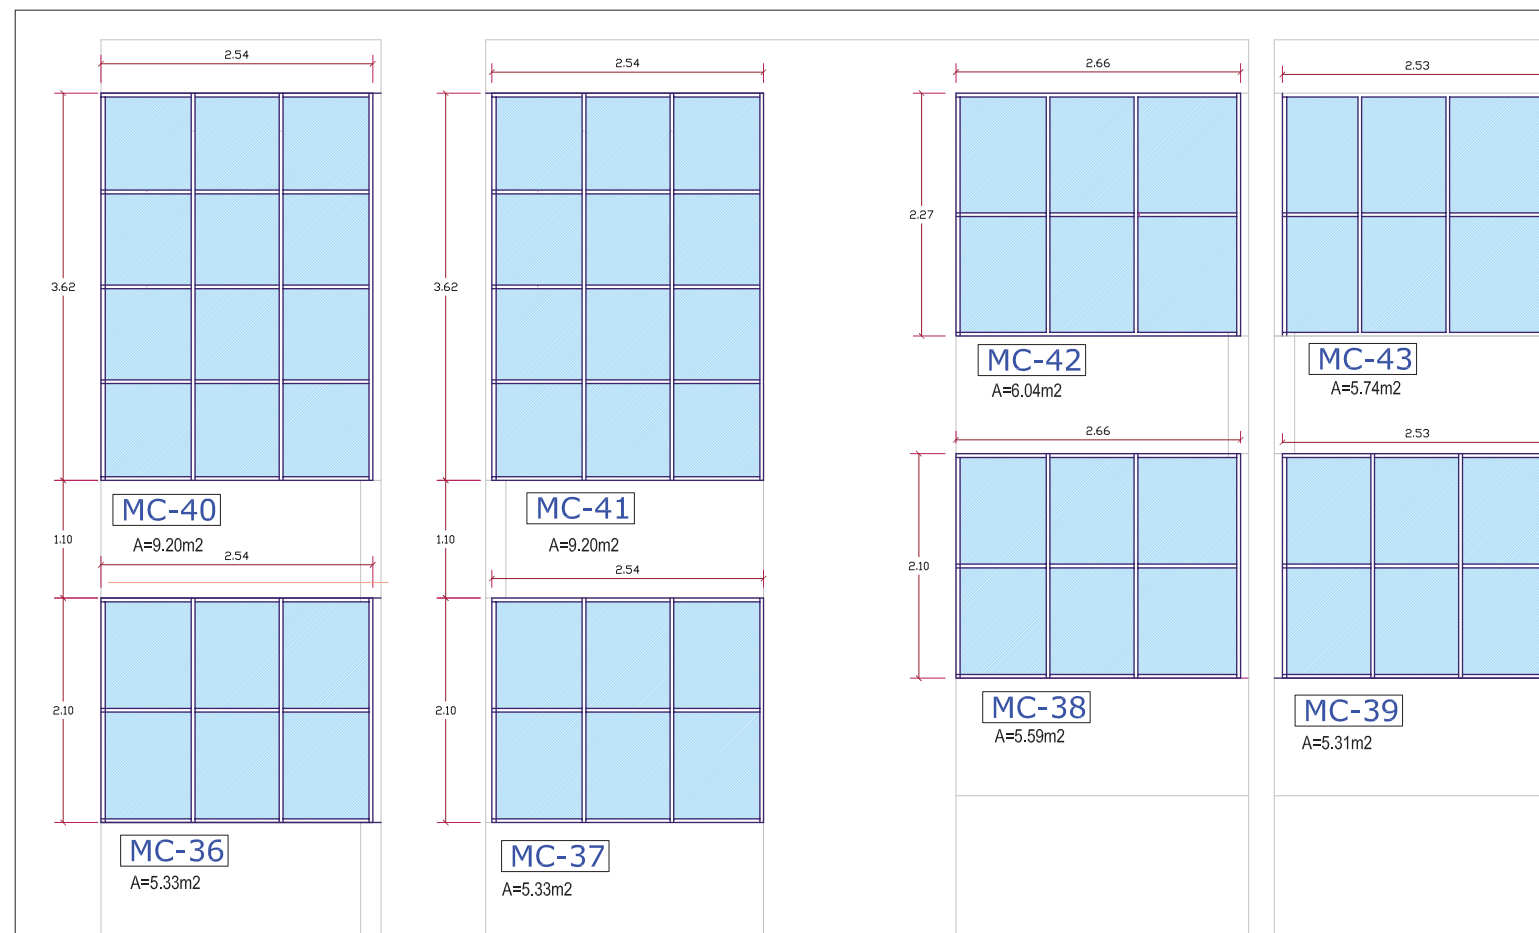 2.54
2.54
2.66
2.53
3.62
3.62
2.27
MC-42
A=6.04m2
MC-43
A=5.74m2
2.66
2.53
MC-40
A=9.20m2
MC-41
A=9.20m2
1.10
1.10
2.54
2.54
2.10
MC-38
A=5.59m2
MC-39
A=5.31m2
2.10
2.10
MC-36
A=5.33m2
MC-37
A=5.33m2